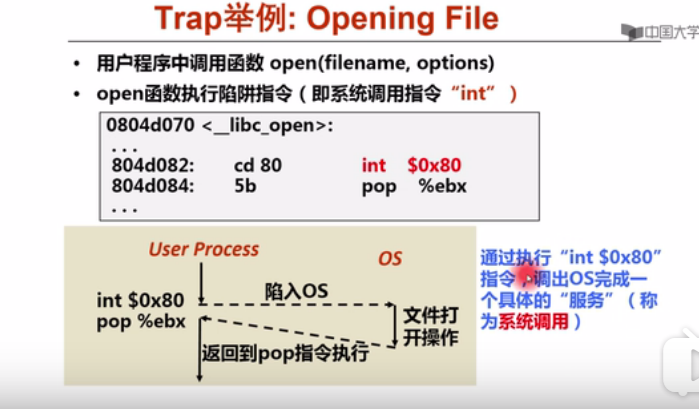 Trap举例: Opening File
中国大学
• 用户程序中调用函数 open(filename, options)
• open函数执行陷阱指令（即系统调用指令“int”）
0804d070 <__libc_open>:
. . .
804d082: cd 80 int $0x80
804d084: 5b pop %ebx
. . .
User Process
OS
int $0x80
pop %ebx
陷入OS
文件打
开操作
返回到pop指令执行
通过执行“int $0x80”
指令，调出OS完成一
个具体的“服务”（称
为系统调用）